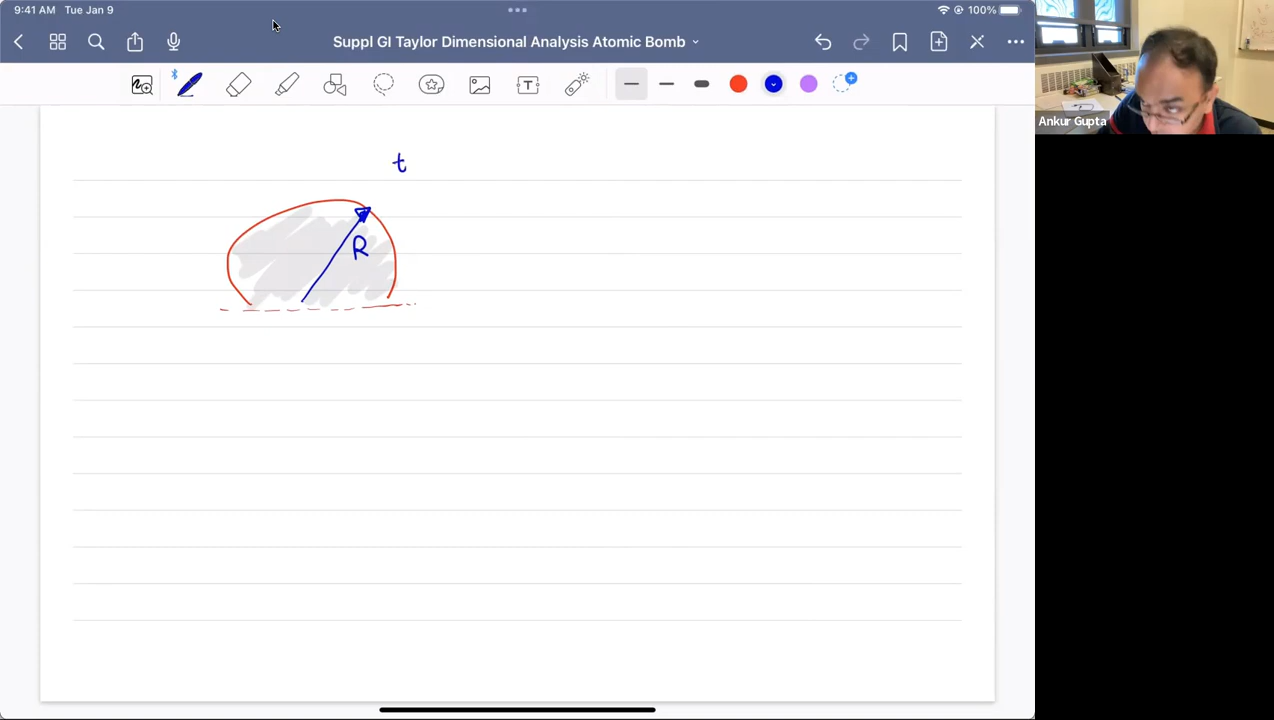 9:41 AM Tue Jan 9
100%
Suppl GI Taylor Dimensional Analysis Atomic Bomb
T
Ankur Gupta
t
R